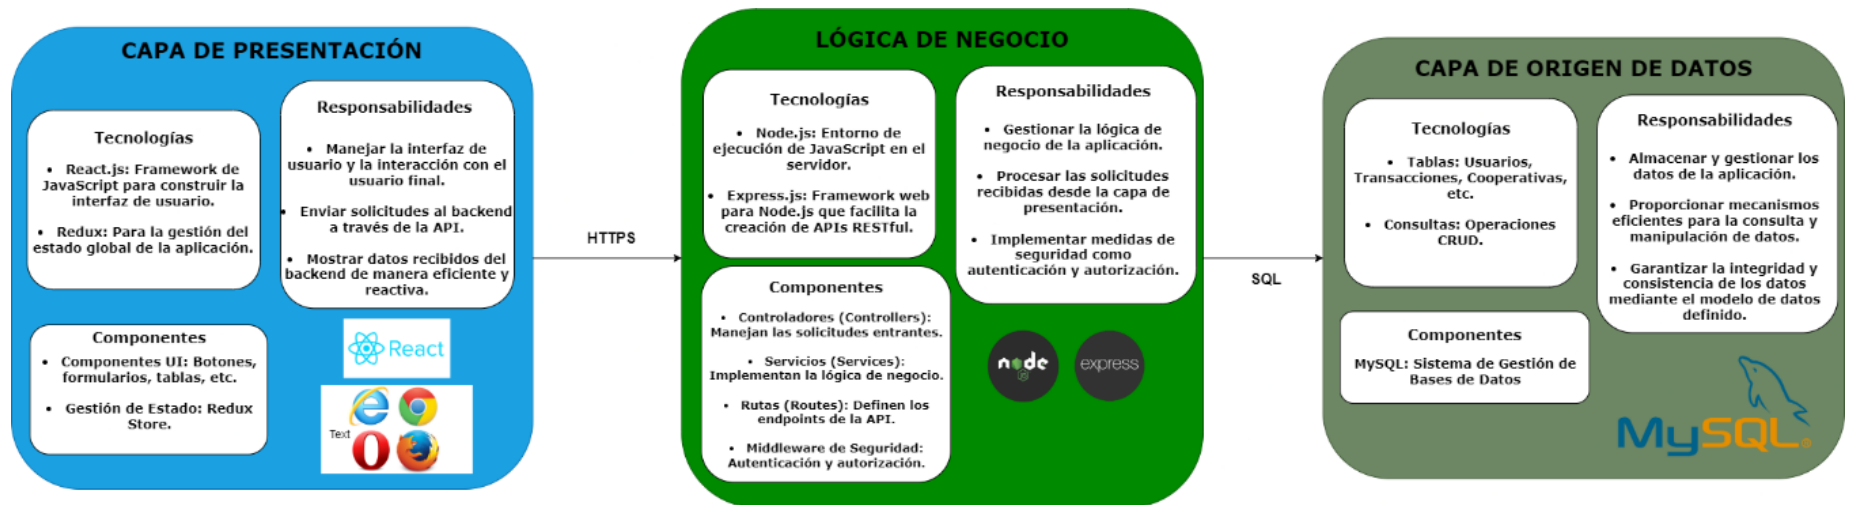 CAPA DE PRESENTACIÓN
Tecnologías
• React.js: Framework de
JavaScript para construir la
interfaz de usuario.
• Redux: Para la gestión del
estado global de la aplicación.
Responsabilidades
• Manejar la interfaz de
usuario y la interacción con el
usuario final.
• Enviar solicitudes al backend
a través de la API.
• Mostrar datos recibidos del
backend de manera eficiente y
reactiva.
Componentes
• Componentes UI: Botones,
formularios, tablas, etc.
• Gestión de Estado: Redux
Store.
React
Text
HTTPS
LÓGICA DE NEGOCIO
Tecnologías
• Node.js: Entorno de
ejecución de JavaScript en el
servidor.
• Express.js: Framework web
para Node.js que facilita la
creación de APIs RESTful.
Responsabilidades
• Gestionar la lógica de
negocio de la aplicación.
• Procesar las solicitudes
recibidas desde la capa de
presentación.
• Implementar medidas de
seguridad como
autenticación y autorización.
Componentes
• Controladores (Controllers):
Manejan las solicitudes entrantes.
• Servicios (Services):
Implementan la lógica de negocio.
• Rutas (Routes): Definen los
endpoints de la API.
• Middleware de Seguridad:
Autenticación y autorización.
node
express
SQL
CAPA DE ORIGEN DE DATOS
Tecnologías
• Tablas: Usuarios,
Transacciones, Cooperativas,
etc.
• Consultas: Operaciones
CRUD.
Responsabilidades
• Almacenar y gestionar los
datos de la aplicación.
• Proporcionar mecanismos
eficientes para la consulta y
manipulación de datos.
• Garantizar la integridad y
consistencia de los datos
mediante el modelo de datos
definido.
Componentes
MySQL: Sistema de Gestión de
Bases de Datos
MySQL